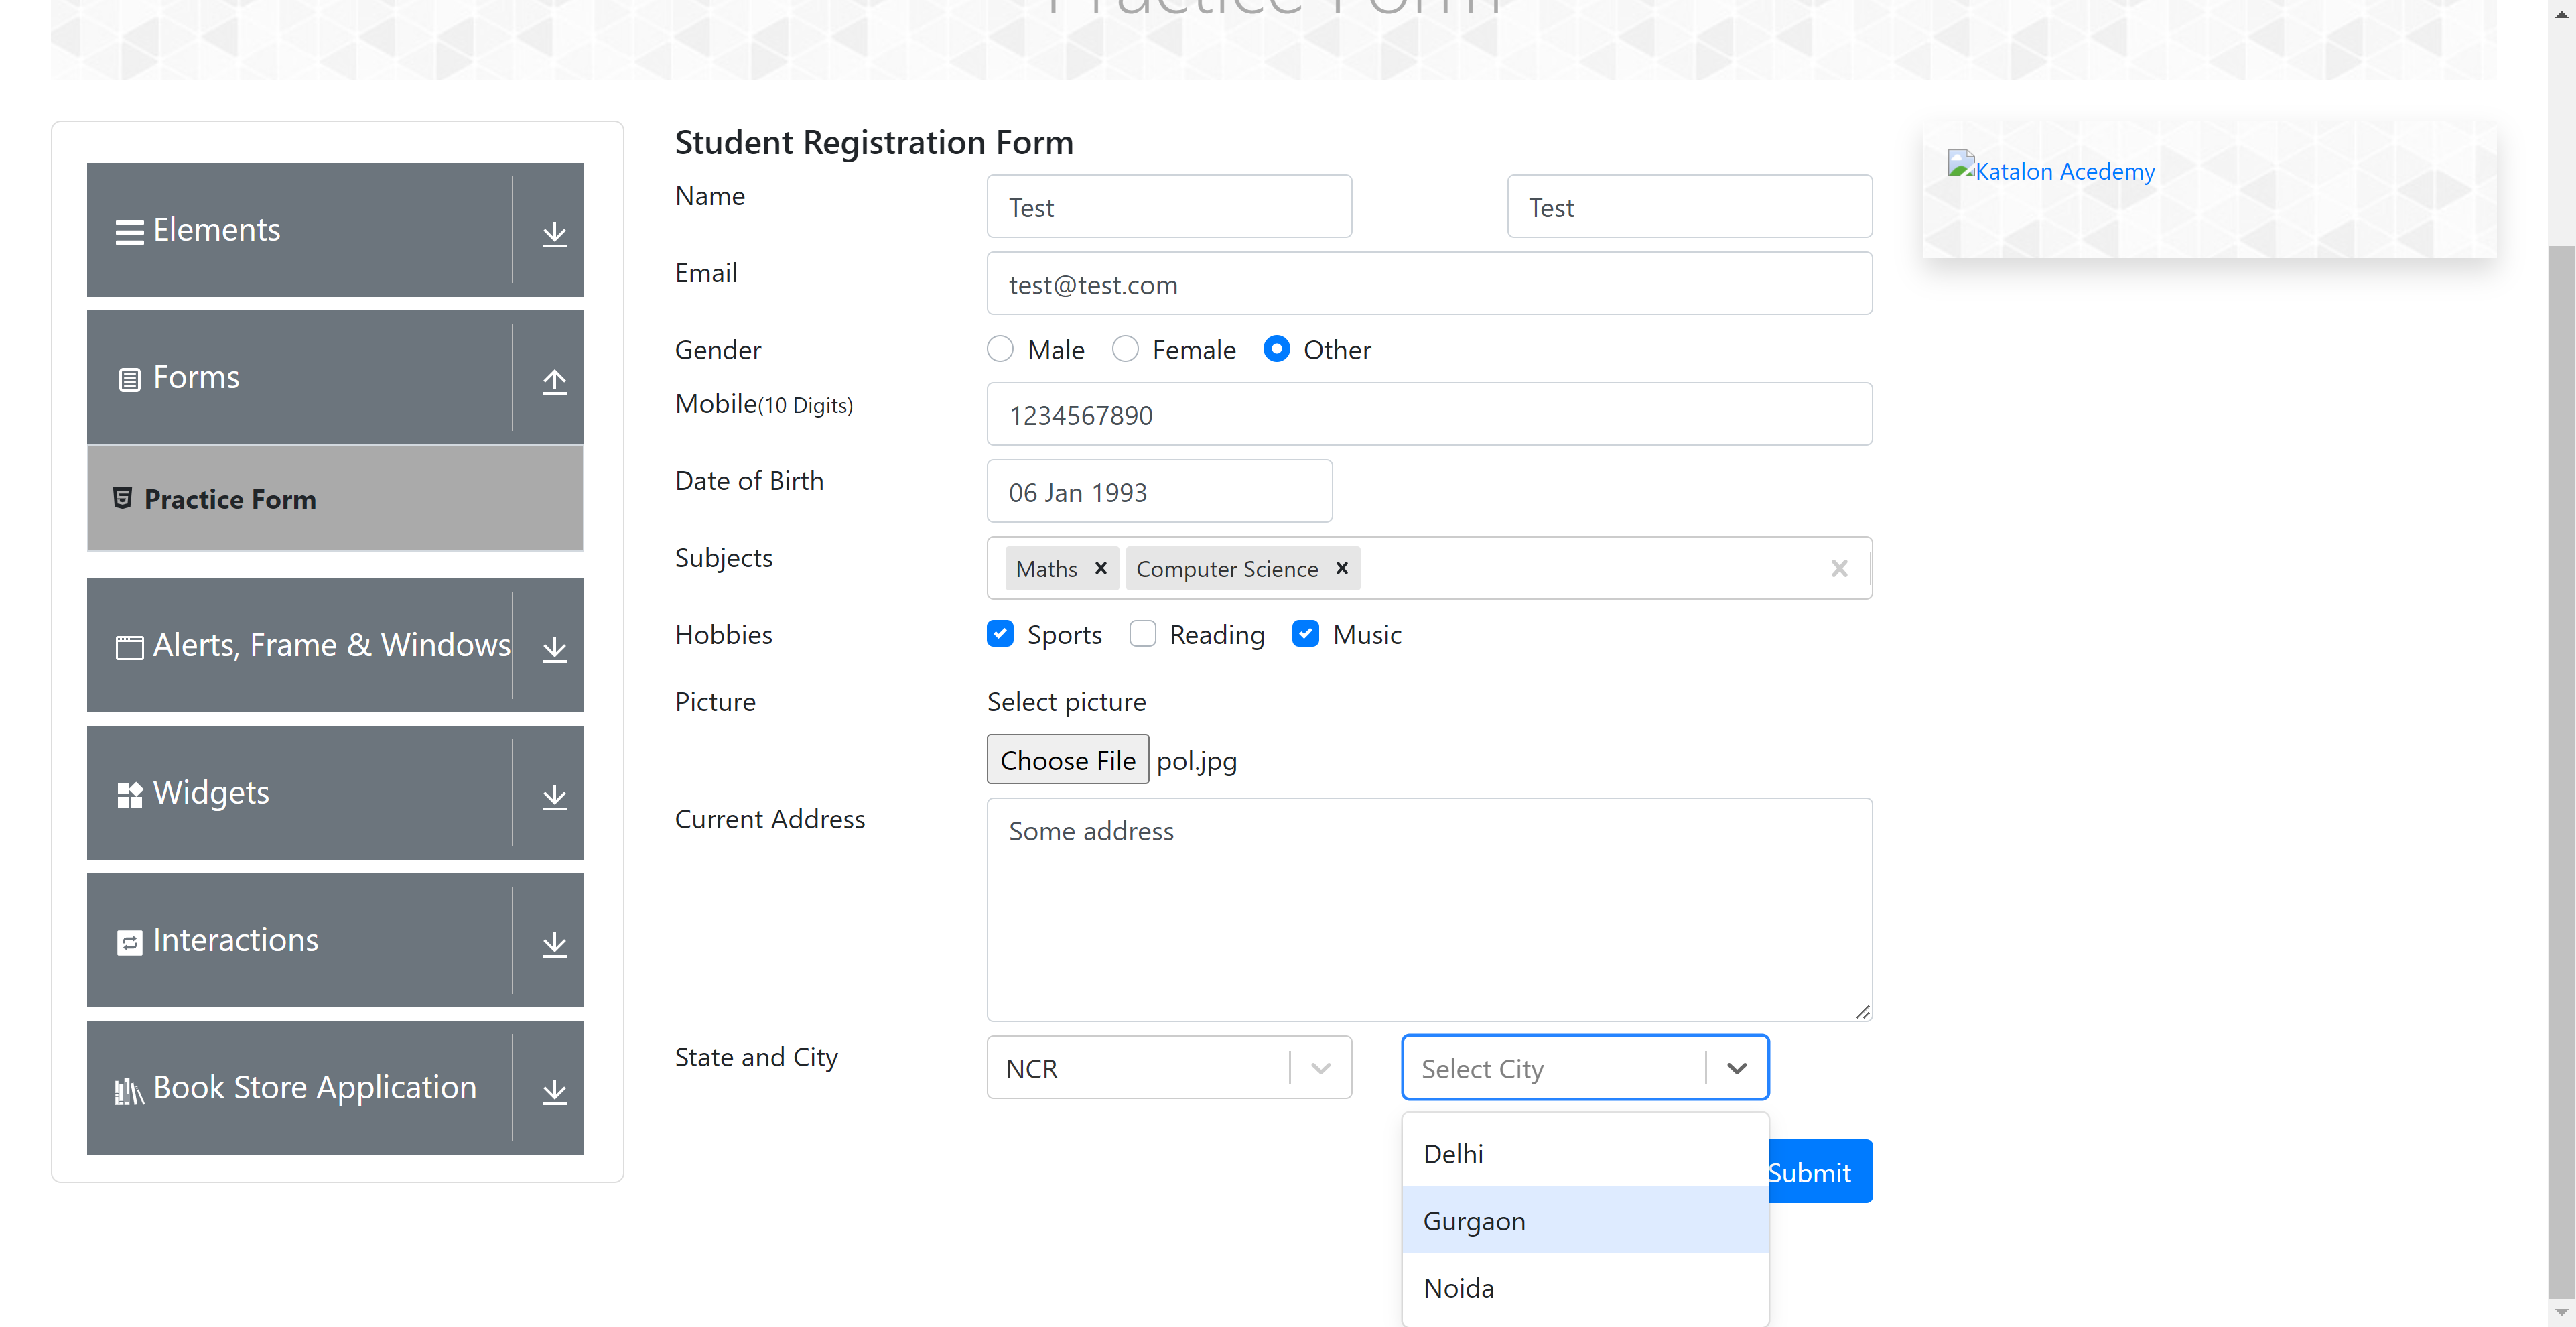 Practice Form
Elements
Forms
Practice Form
Alerts, Frame & Windows
Widgets
Interactions
Book Store Application
Student Registration Form
Name Test Test
Email test@test.com
Gender Male Female Other
Mobile(10 Digits) 1234567890
Date of Birth 06 Jan 1993
Subjects Maths Computer Science
Hobbies Sports Reading Music
Picture Select picture
Choose File pol.jpg
Current Address Some address
State and City NCR Select City
Delhi
Submit
Gurgaon
Noida
Katalon Acedemy